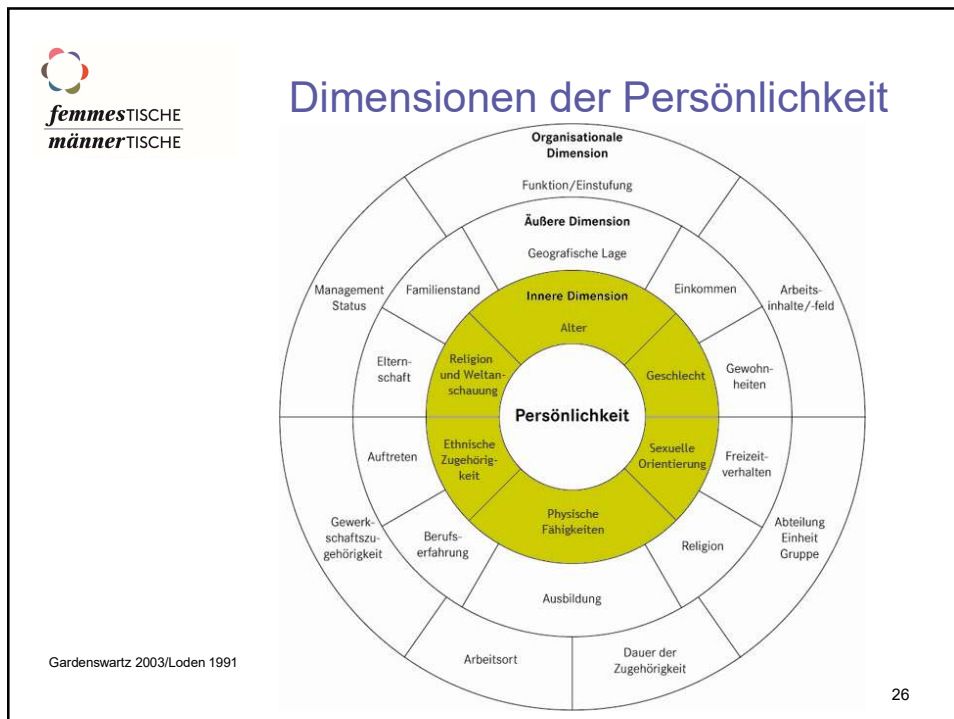 femmesTISCHE
männerTISCHE
Dimensionen der Persönlichkeit
Organisationale
Dimension
Funktion/Einstufung
Äußere Dimension
Geografische Lage
Innere Dimension
Alter
Management
Status
Familienstand
Einkommen
Arbeits-
inhalte/-feld
Eltern-
schaft
Religion
und Weltan-
schauung
Geschlecht
Gewohn-
heiten
Persönlichkeit
Auftreten
Ethnische
Zugehörig-
keit
Sexuelle
Orientierung
Freizeit-
verhalten
Physische
Fähigkeiten
Gewerk-
schaftszu-
gehörigkeit
Berufs-
erfahrung
Religion
Abteilung
Einheit
Gruppe
Ausbildung
Arbeitsort
Dauer der
Zugehörigkeit
Gardenswartz 2003/Loden 1991
26